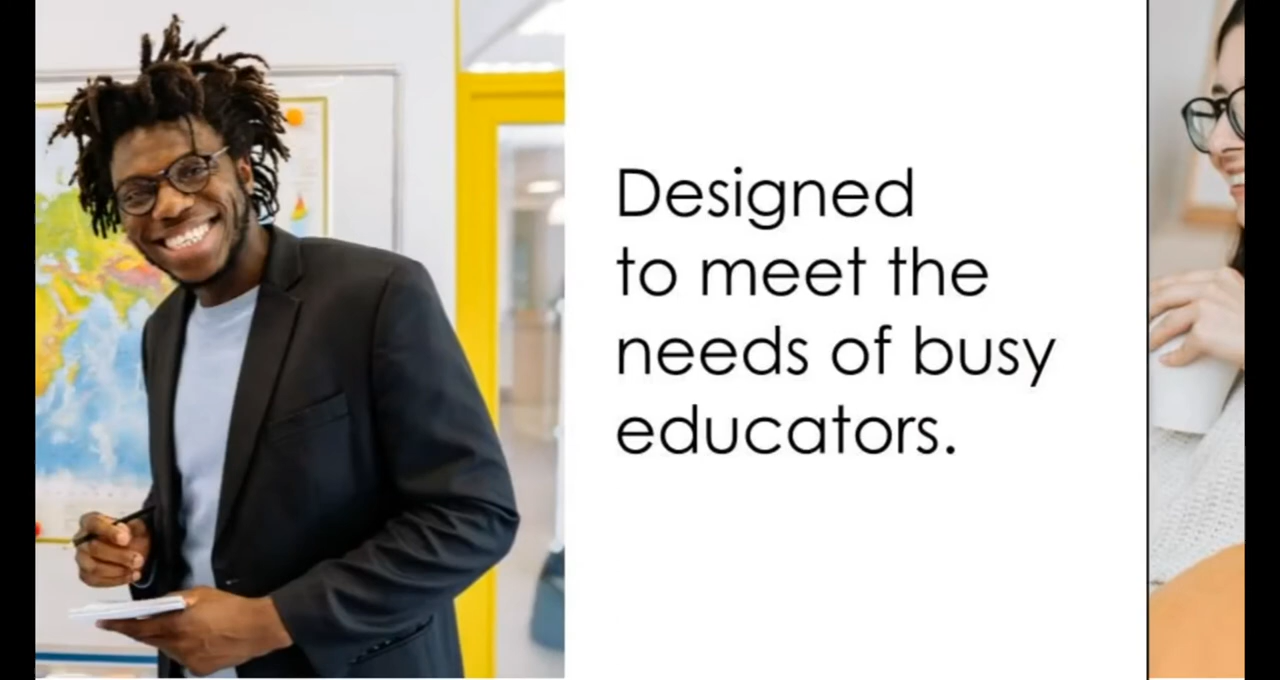 Designed
to meet the
needs of busy
educators.